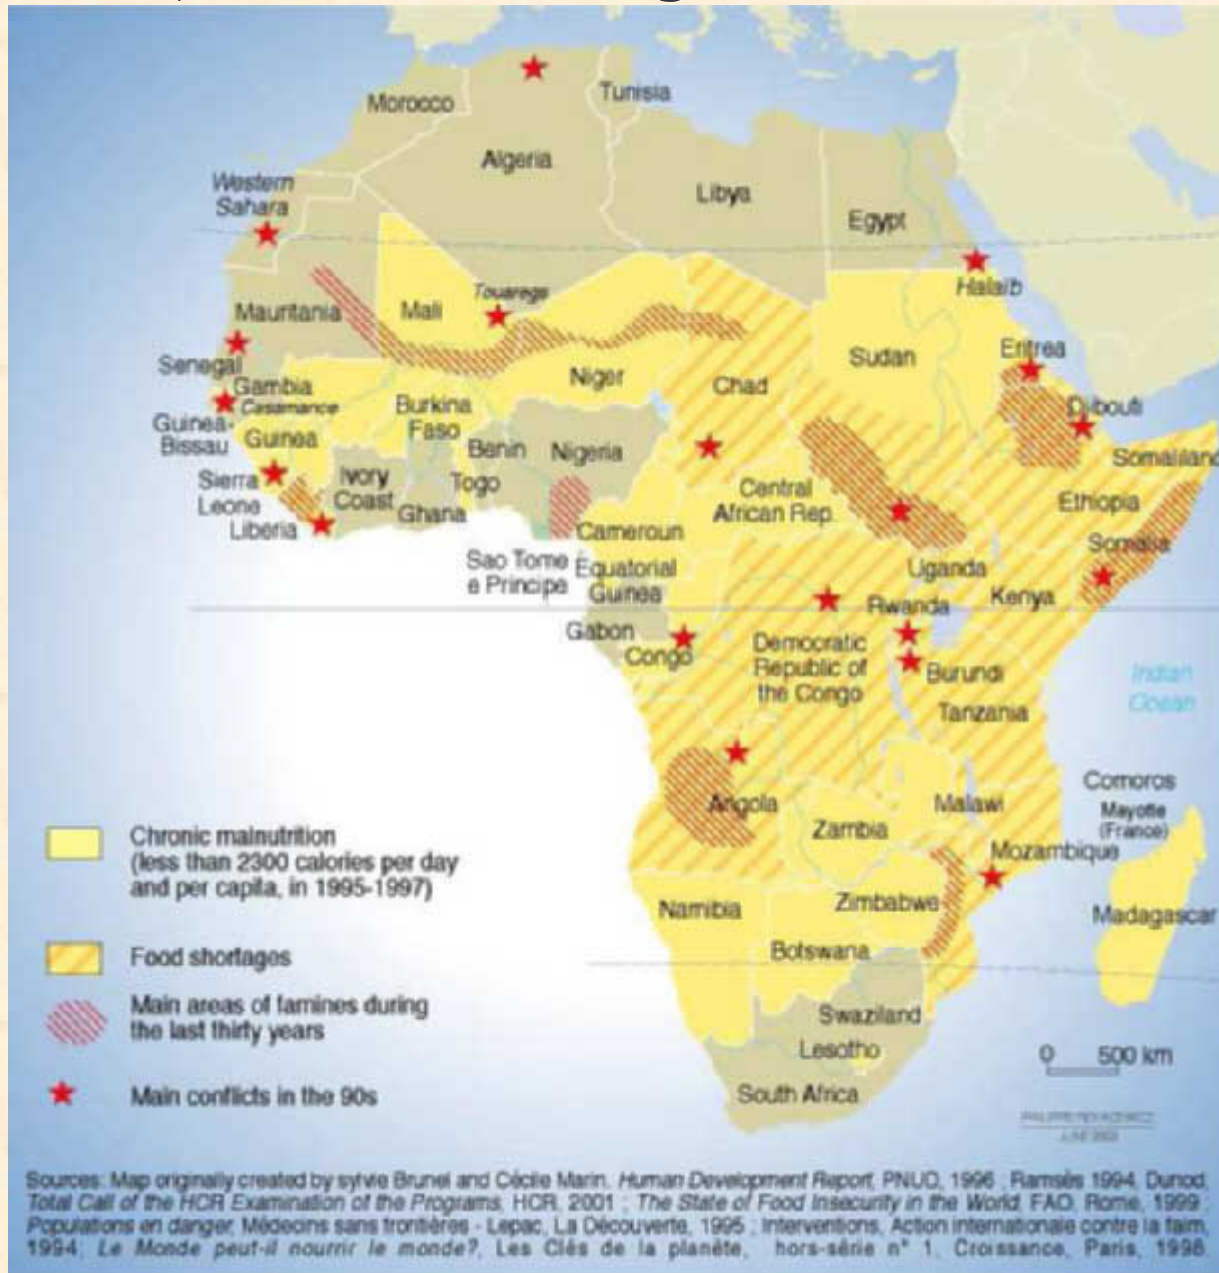 Morocco
Tunisia
Algeria
Western
Sahara
Libya
Egypt
Halaib
Mauritania
Mali
Touaregs
Senegal
Gambia
Casamance
Niger
Chad
Sudan
Eritrea
Djibouti
Guinea-
Bissau
Guinea
Burkina
Faso
Benin
Nigeria
Somaliland
Sierra
Leone
Liberia
Ivory
Coast
Ghana
Togo
Central
African Rep.
Ethiopia
Cameroun
Somalia
Sao Tome
e Principe
Equatorial
Guinea
Uganda
Kenya
Rwanda
Gabon
Congo
Democratic
Republic of
the Congo
Burundi
Tanzania
Indian
Ocean
Angola
Zambia
Malawi
Comoros
Mayotte
(France)
Mozambique
Namibia
Zimbabwe
Botswana
Madagascar
Swaziland
Lesotho
South Africa
Chronic malnutrition
(less than 2300 calories per day
and per capita, in 1995-1997)
Food shortages
Main areas of famines during
the last thirty years
Main conflicts in the 90s
0 500 km
Sources: Map originally created by sylvie Brunel and Cécile Marin. Human Development Report, PNUD, 1996 ; Ramsès 1994, Dunod,
Total Call of the HCR Examination of the Programs, HCR, 2001 ; The State of Food Insecurity in the World, FAO, Rome, 1999 ;
Populations en danger, Médecins sans frontières - Lepac, La Découverte, 1995 ; Interventions, Action internationale contre la faim,
1994; Le Monde peut-il nourrir le monde?, Les Clés de la planète, hors-série n° 1, Croissance, Paris, 1998.